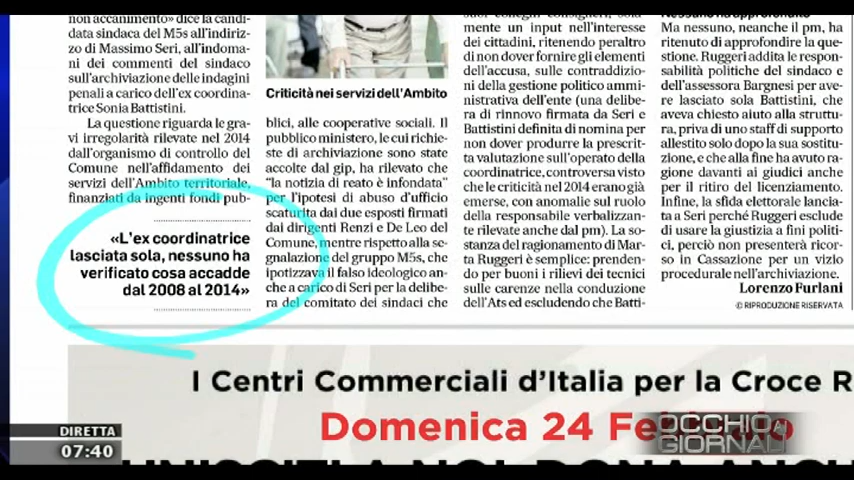 non accanimento» dice la candi-
data sindaca del M5s all'indiriz-
zo di Massimo Seri, all'indoma-
ni dei commenti del sindaco
sull'archiviazione delle indagini
penali a carico dell'ex coordina-
trice Sonia Battistini.
La questione riguarda le gra-
vi irregolarità rilevate nel 2014
dall'organismo di controllo del
Comune nell'affidamento dei
servizi dell'Ambito territoriale,
finanziati da ingenti fondi pub-
«L'ex coordinatrice
lasciata sola, nessuno ha
verificato cosa accadde
dal 2008 al 2014»
Criticità nei servizi dell'Ambito
blici, alle cooperative sociali. Il
pubblico ministero, le cui richie-
ste di archiviazione sono state
accolte dal gip, ha rilevato che
"la notizia di reato è infondata"
per l'ipotesi di abuso d'ufficio
scaturita dai due esposti firmati
dai dirigenti Renzi e De Leo del
Comune, mentre rispetto alla se-
gnalazione del gruppo M5s, che
ipotizzava il falso ideologico an-
che a carico di Seri per la delibe-
ra del comitato dei sindaci che
suoi colleghi consiglieri, sola-
mente un input nell'interesse
dei cittadini, ritenendo peraltro
di non dover fornire gli elementi
dell'accusa, sulle contraddizio-
ni della gestione politico ammi-
nistrativa dell'ente (una delibe-
ra di rinnovo firmata da Seri e
Battistini definita di nomina per
non dover produrre la prescrit-
ta valutazione sull'operato della
coordinatrice, controversa visto
che le criticità nel 2014 erano già
emerse, con anomalie sul ruolo
della responsabile verbalizzan-
te rilevate anche dal pm). La so-
stanza del ragionamento di Mar-
ta Ruggeri è semplice: prenden-
do per buoni i rilievi dei tecnici
sulle carenze nella conduzione
dell'Ats ed escludendo che Batti-
Nessuno ha approfondito
Ma nessuno, neanche il pm, ha
ritenuto di approfondire la que-
stione. Ruggeri addita le respon-
sabilità politiche del sindaco e
dell'assessora Bargnesi per ave-
re lasciato sola Battistini, che
aveva chiesto aiuto alla struttu-
ra, priva di uno staff di supporto
allestito solo dopo la sua sostitu-
zione, e che alla fine ha avuto ra-
gione davanti ai giudici anche
per il ritiro del licenziamento.
Infine, la sfida elettorale lancia-
ta a Seri perché Ruggeri esclude
di usare la giustizia a fini politi-
ci, perciò non presenterà ricor-
so in Cassazione per un vizio
procedurale nell'archiviazione.
Lorenzo Furlani
© RIPRODUZIONE RISERVATA
I Centri Commerciali d'Italia per la Croce R
Domenica 24 Febbraio
OCCHIO AI
GIORNALI
DIRETTA
07:40